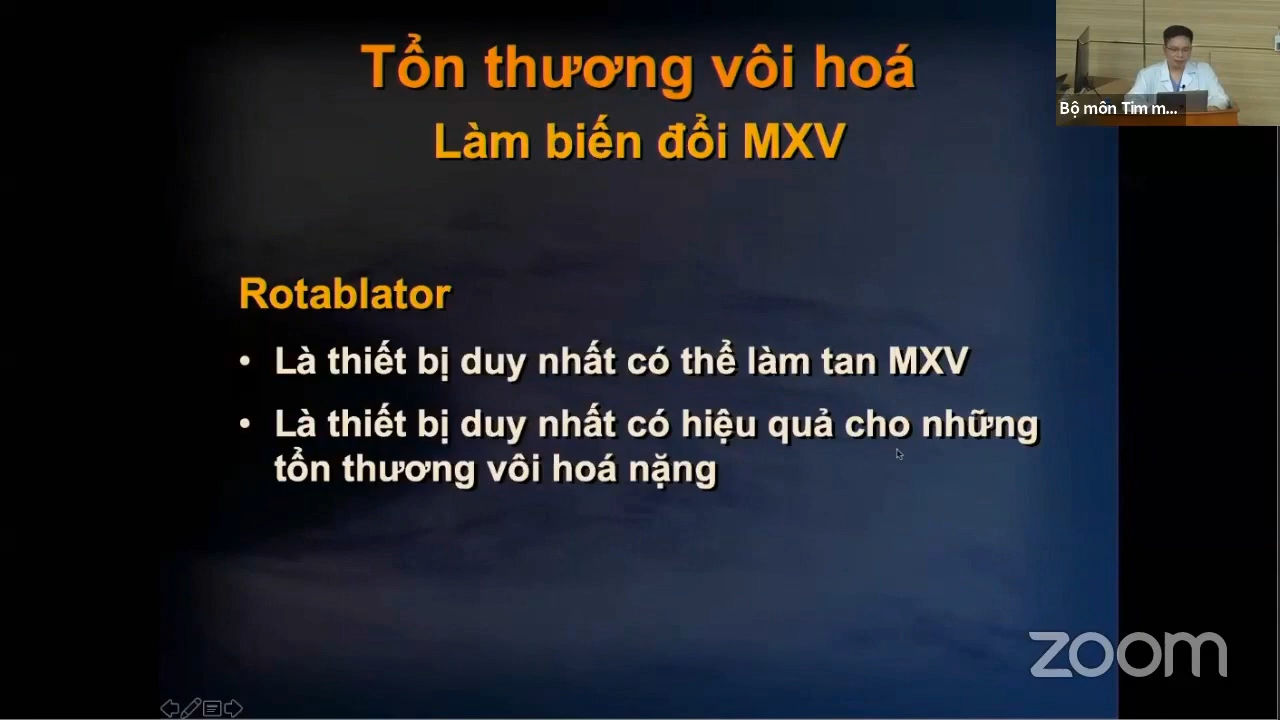 Tổn thương vôi hoá
Làm biến đổi MXV
Bộ môn Tim m...
Rotablator
• Là thiết bị duy nhất có thể làm tan MXV
• Là thiết bị duy nhất có hiệu quả cho những
tổn thương vôi hoá nặng
zoom